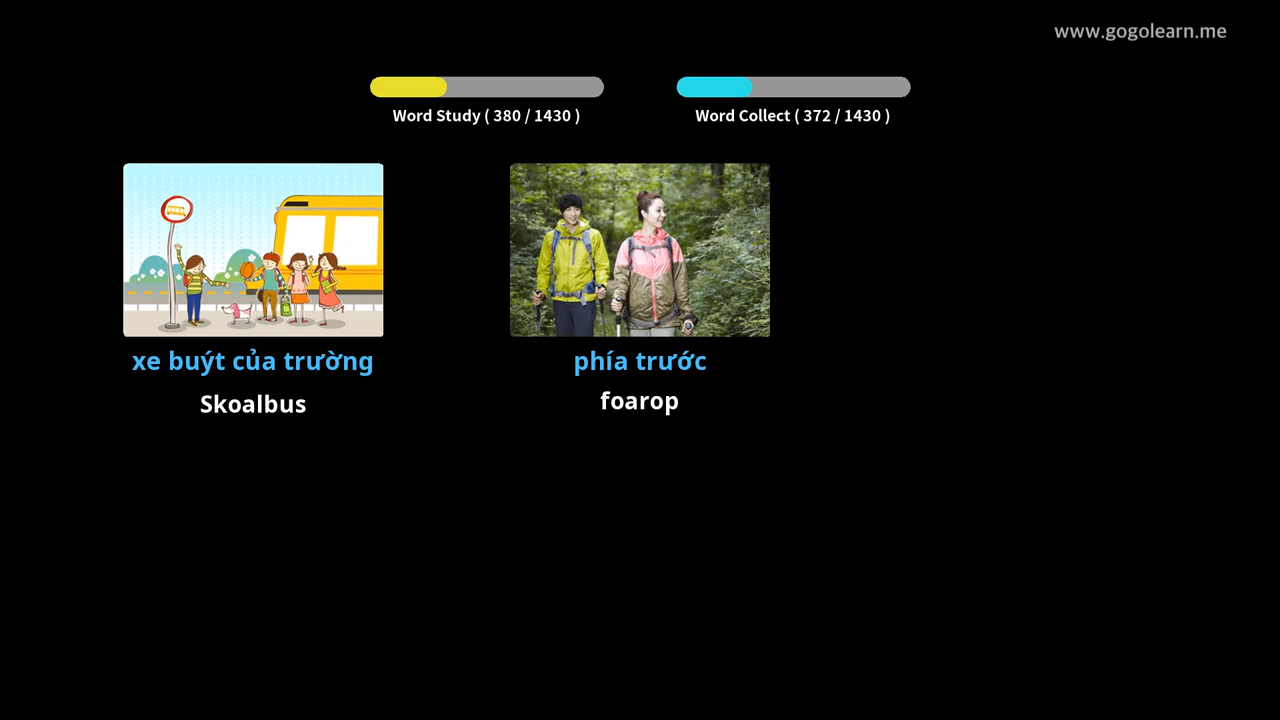 www.gogolearn.me
Word Study ( 380 / 1430 )
Word Collect ( 372 / 1430 )
xe buýt của trường
phía trước
Skoalbus
foarop